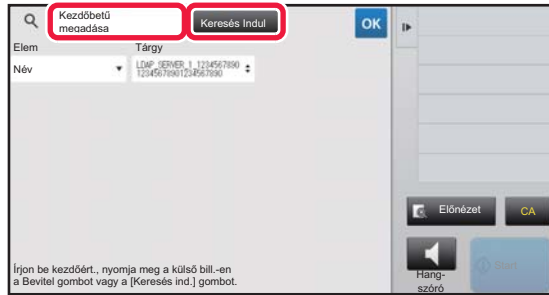 Kezdőbetű
megadása
Keresés Indul
OK
Elem
Tárgy
Név
LDAP_SERVER_1_1234567890
12345678901234567890
Előnézet
CA
Hang-
szóró
Start
Írjon be kezdőért., nyomja meg a külső bill.-en
a Bevitel gombot vagy a [Keresés ind.] gombot.